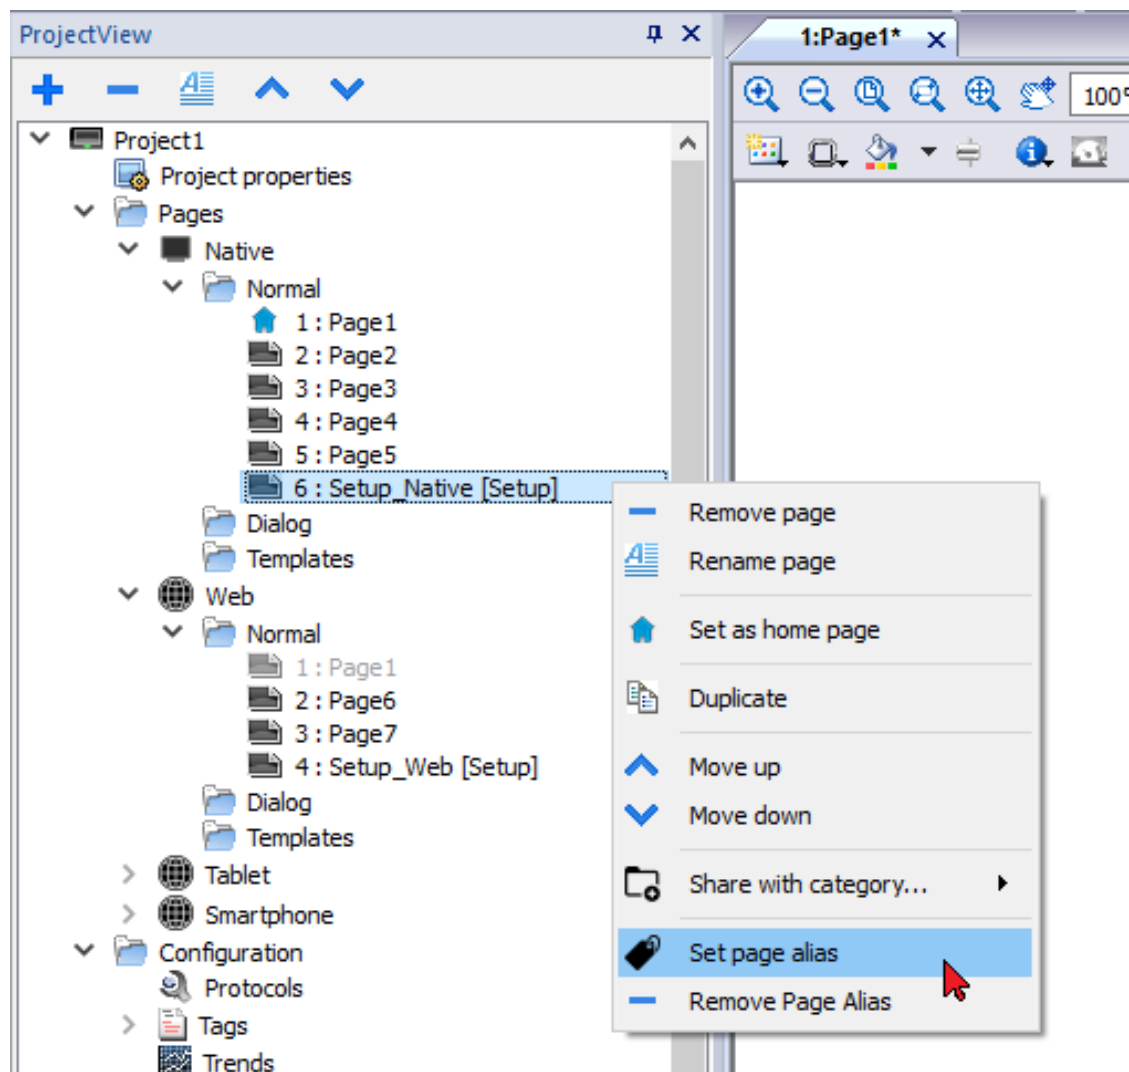 ProjectView
1:Page1*
100%
Project1
Project properties
Pages
Native
Normal
1 : Page1
2 : Page2
3 : Page3
4 : Page4
5 : Page5
6 : Setup_Native [Setup]
Dialog
Templates
Web
Normal
1 : Page1
2 : Page6
3 : Page7
4 : Setup_Web [Setup]
Dialog
Templates
Tablet
Smartphone
Configuration
Protocols
Tags
Trends
Remove page
Rename page
Set as home page
Duplicate
Move up
Move down
Share with category...
Set page alias
Remove Page Alias